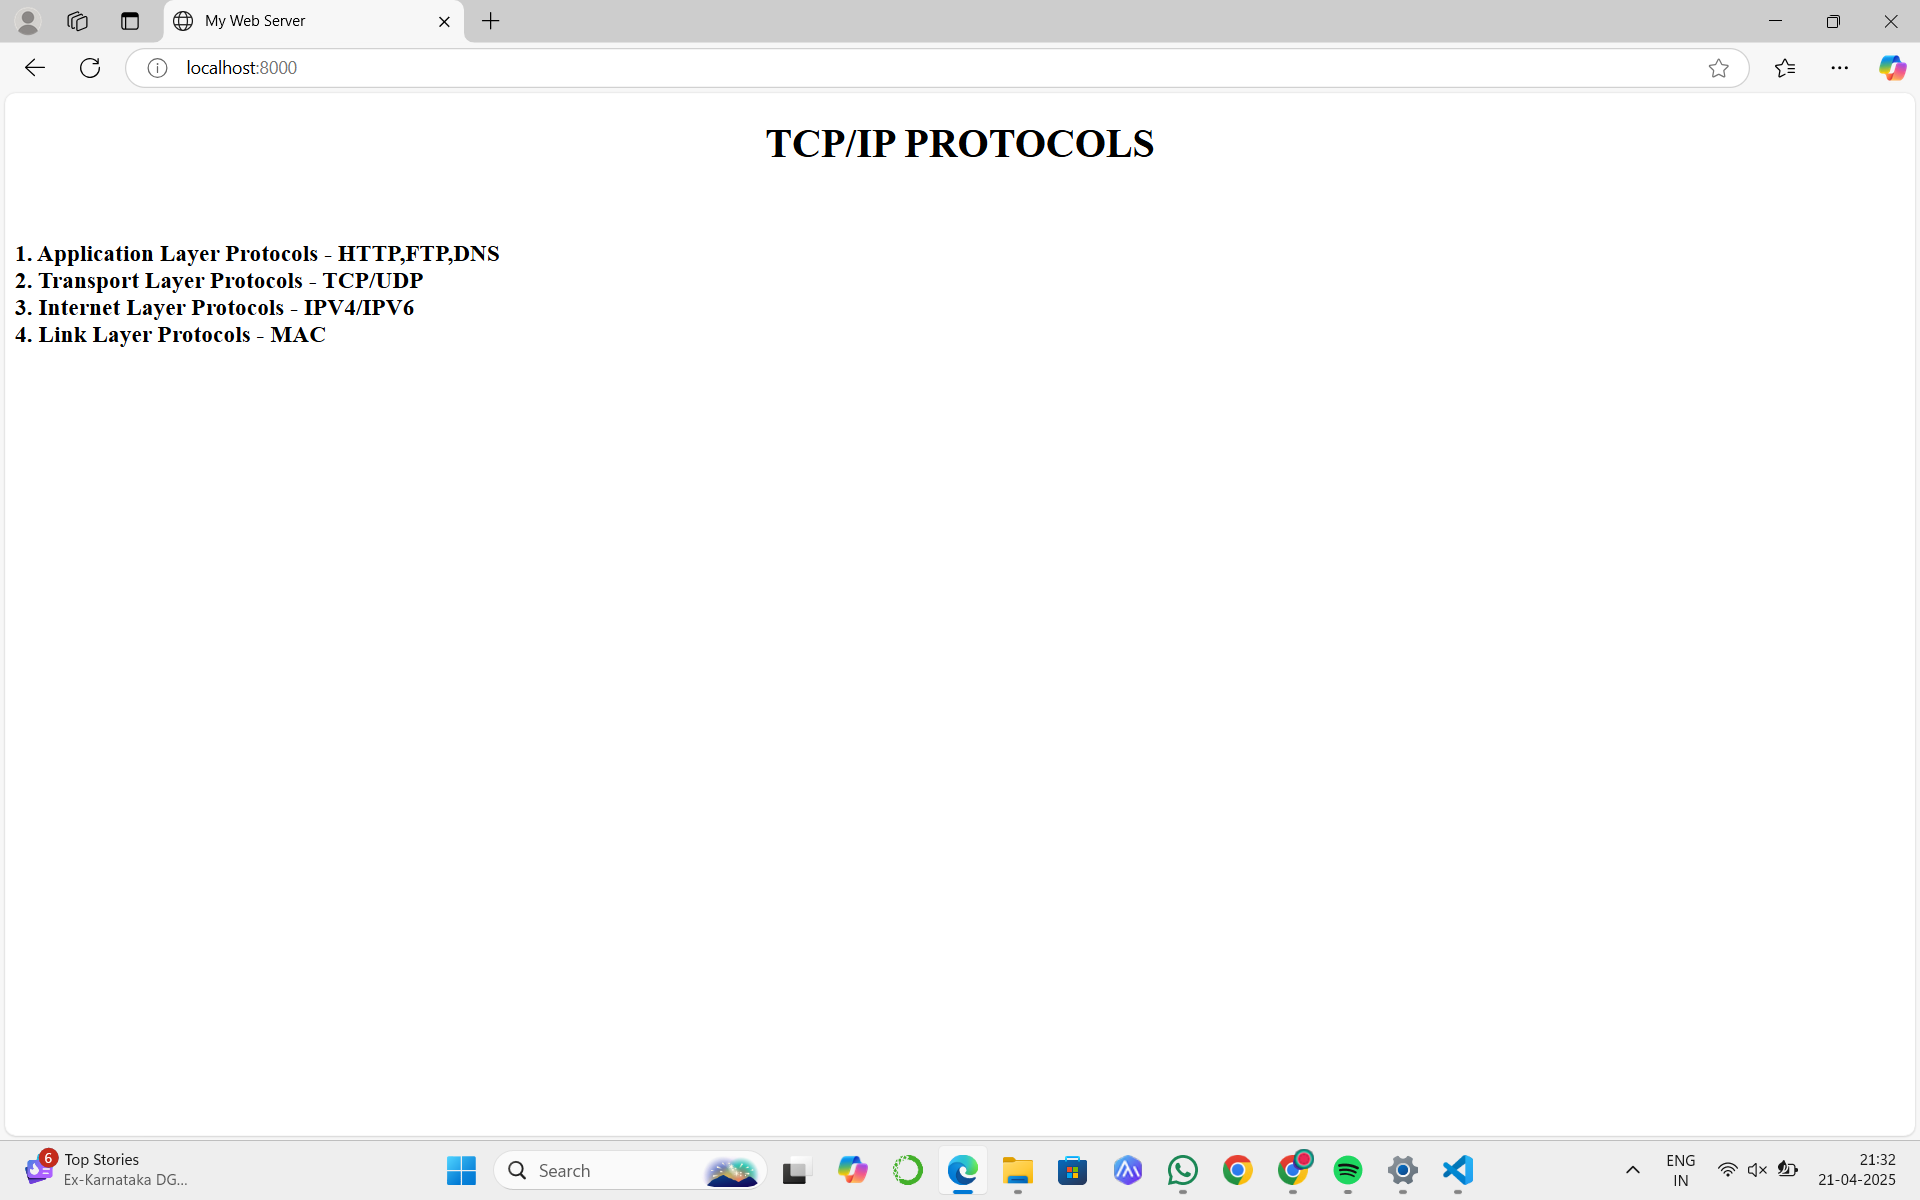 My Web Server
localhost:8000
TCP/IP PROTOCOLS
1. Application Layer Protocols - HTTP,FTP,DNS
2. Transport Layer Protocols - TCP/UDP
3. Internet Layer Protocols - IPV4/IPV6
4. Link Layer Protocols - MAC
6
Top Stories
Ex-Karnataka DG...
Search
ENG
IN
21:32
21-04-2025